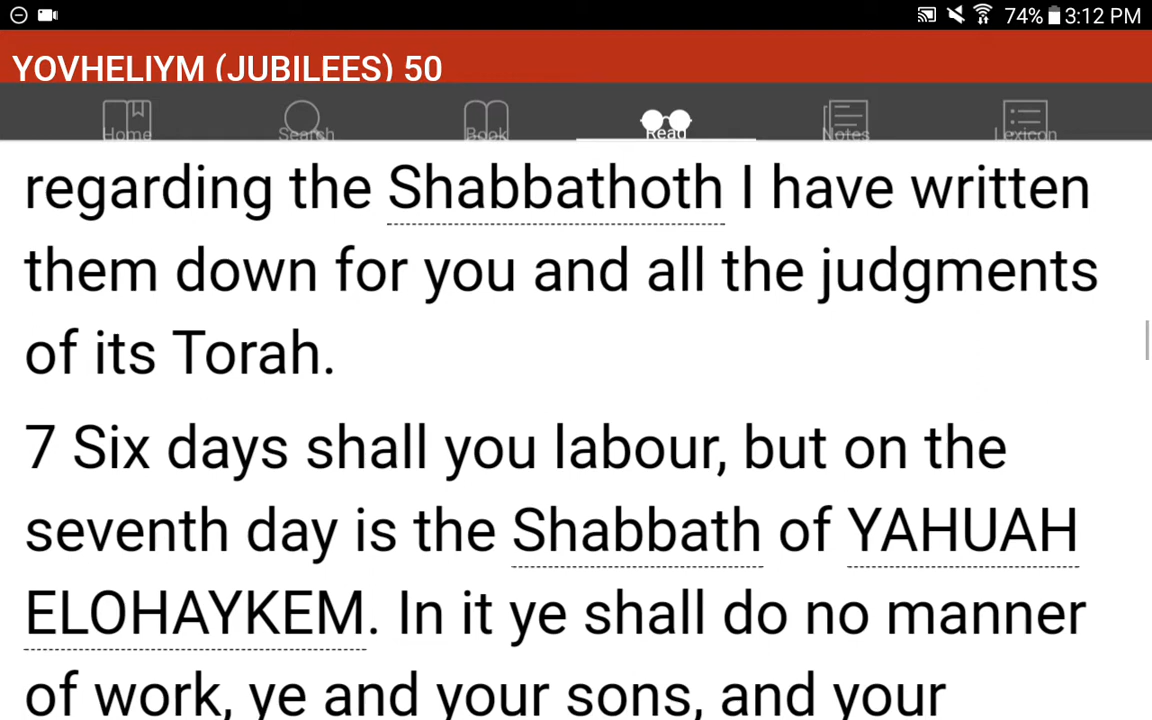 74% 3:12 PM
YOVHELIYM (JUBILEES) 50
Home Search Book Read Notes Lexicon
regarding the Shabbathoth I have written
them down for you and all the judgments
of its Torah.
7 Six days shall you labour, but on the
seventh day is the Shabbath of YAHUAH
ELOHAYKEM. In it ye shall do no manner
of work, ye and your sons, and your